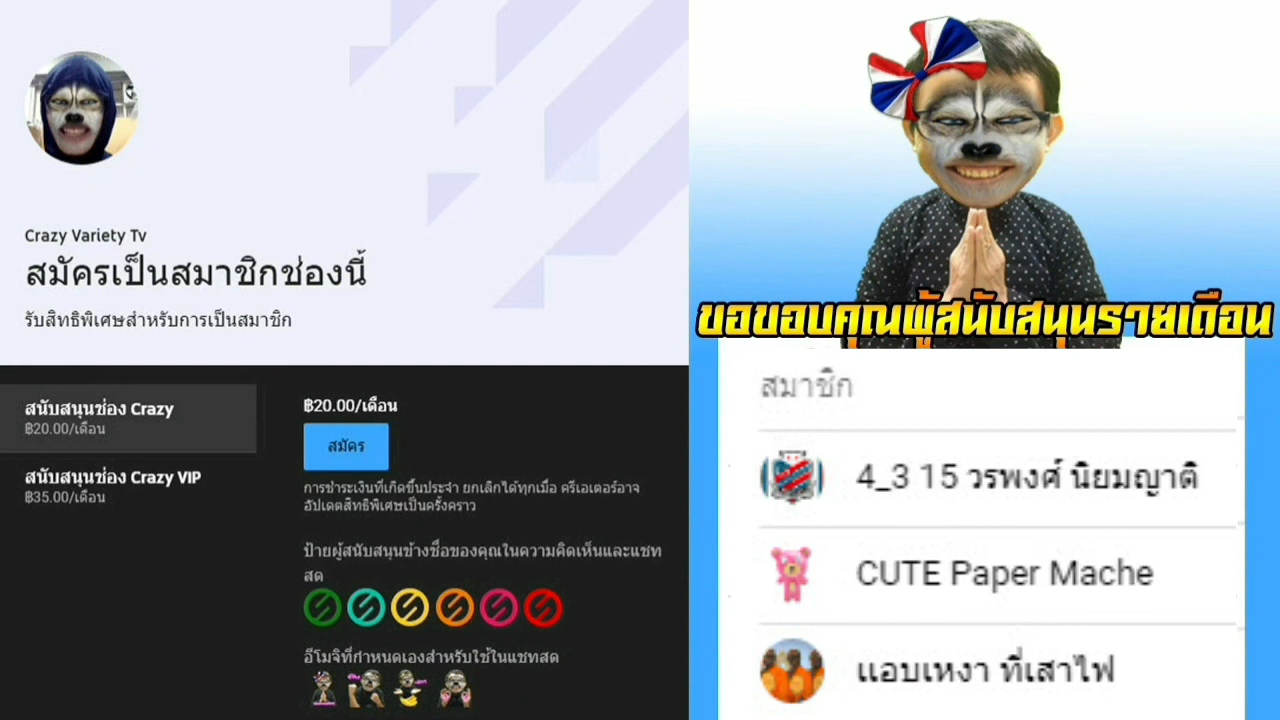 Crazy Variety Tv
สมัครเป็นสมาชิกช่องนี้
รับสิทธิพิเศษสำหรับการเป็นสมาชิก
สนับสนุนช่อง Crazy
฿20.00/เดือน
สนับสนุนช่อง Crazy VIP
฿35.00/เดือน
฿20.00/เดือน
สมัคร
การชำระเงินที่เกิดขึ้นประจำ ยกเลิกได้ทุกเมื่อ ครีเอเตอร์อาจ
อัปเดตสิทธิพิเศษเป็นครั้งคราว
ป้ายผู้สนับสนุนข้างชื่อของคุณในความคิดเห็นและแชท
สด
อีโมจิที่กำหนดเองสำหรับใช้ในแชทสด
ขอขอบคุณผู้สนับสนุนรายเดือน
สมาชิก
4_3 15 วรพงศ์ นิยมญาติ
CUTE Paper Mache
แอบเหงา ที่เสาไฟ